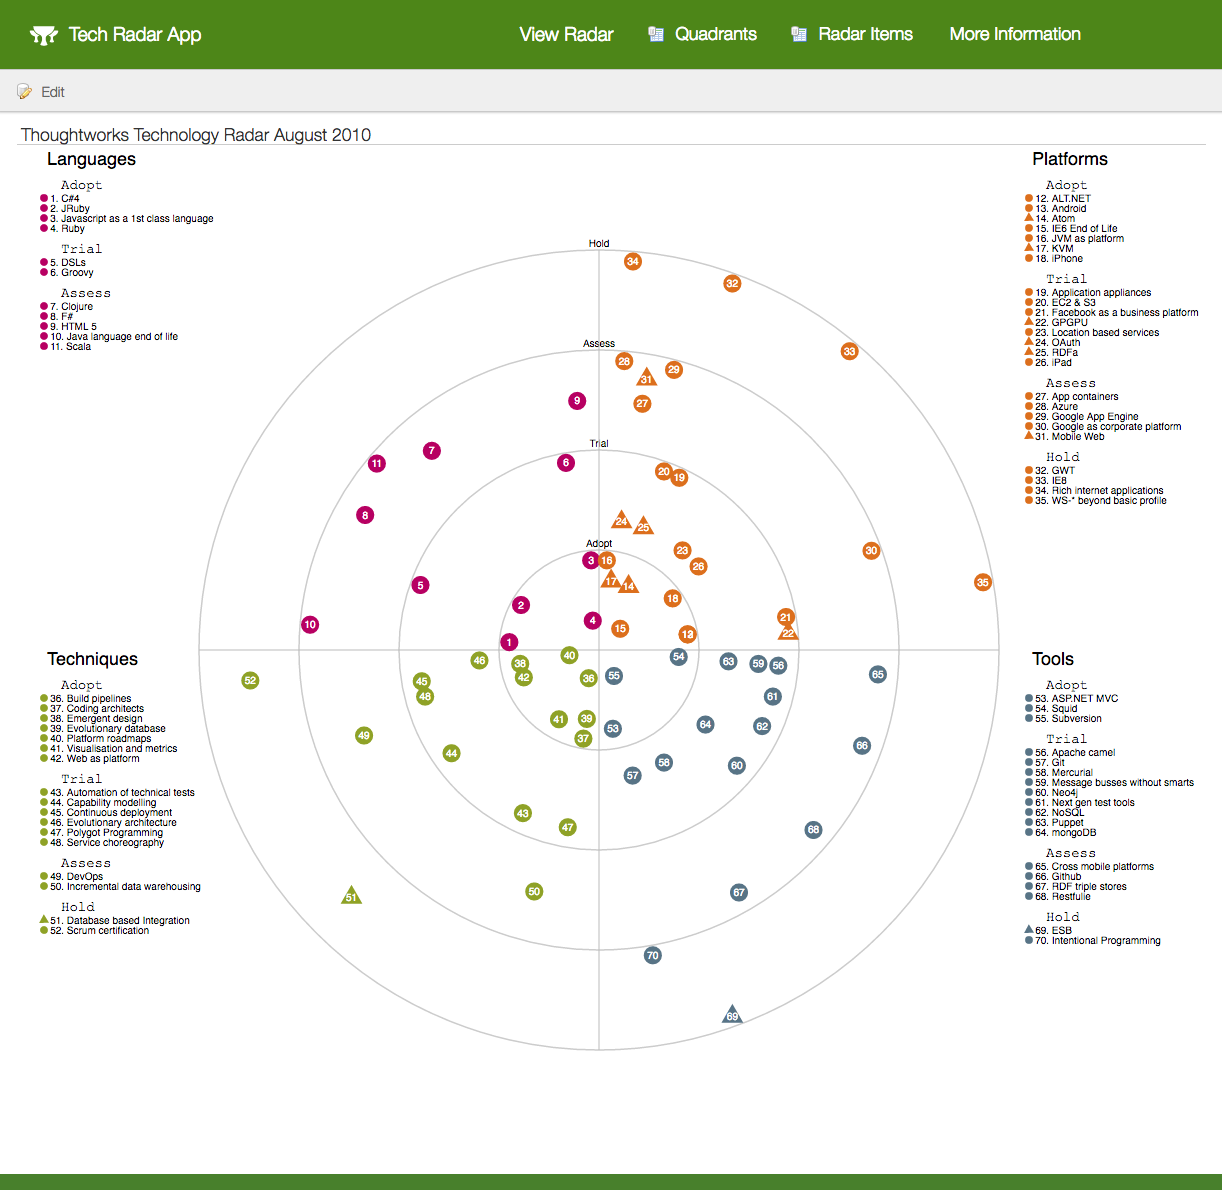 Tech Radar App
View Radar
Quadrants
Radar Items
More Information
Edit
Thoughtworks Technology Radar August 2010
Languages
Adopt
1. C#4
2. JRuby
3. Javascript as a 1st class language
4. Ruby
Trial
5. DSLs
6. Groovy
Assess
7. Clojure
8. F#
9. HTML 5
10. Java language end of life
11. Scala
Platforms
Adopt
12. ALT.NET
13. Android
14. Atom
15. IE6 End of Life
16. JVM as platform
17. KVM
18. iPhone
Trial
19. Application appliances
20. EC2 & S3
21. Facebook as a business platform
22. GPGPU
23. Location based services
24. OAuth
25. RDFa
26. iPad
Assess
27. App containers
28. Azure
29. Google App Engine
30. Google as corporate platform
31. Mobile Web
Hold
32. GWT
33. IE8
34. Rich internet applications
35. WS-* beyond basic profile
Hold
34
32
33
Assess
28
31
29
27
9
Trial
7
11
6
20
19
8
24
25
Adopt
23
30
3
16
26
17
14
35
5
18
2
4
15
21
10
22
1
Techniques
Adopt
36. Build pipelines
37. Coding architects
38. Emergent design
39. Evolutionary database
40. Platform roadmaps
41. Visualisation and metrics
42. Web as platform
Trial
43. Automation of technical tests
44. Capability modelling
45. Continuous deployment
46. Evolutionary architecture
47. Polygot Programming
48. Service choreography
Assess
49. DevOps
50. Incremental data warehousing
Hold
51. Database based Integration
52. Scrum certification
Tools
Adopt
53. ASP.NET MVC
54. Squid
55. Subversion
Trial
56. Apache camel
57. Git
58. Mercurial
59. Message busses without smarts
60. Neo4j
61. Next gen test tools
62. NoSQL
63. Puppet
64. mongoDB
Assess
65. Cross mobile platforms
66. Github
67. RDF triple stores
68. Restfulie
Hold
69. ESB
70. Intentional Programming
46
38
40
54
63
59
56
52
45
42
36
55
65
48
61
41
39
53
64
62
49
37
66
44
58
60
57
43
47
68
51
50
67
70
69